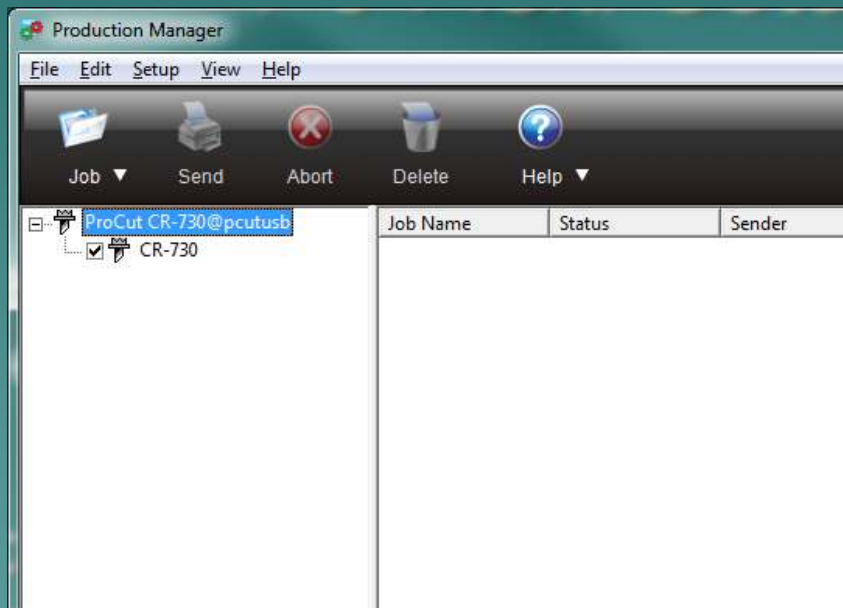 Production Manager
File Edit Setup View Help
Job Send Abort Delete Help
ProCut CR-730@pcutusb Job Name Status Sender
CR-730